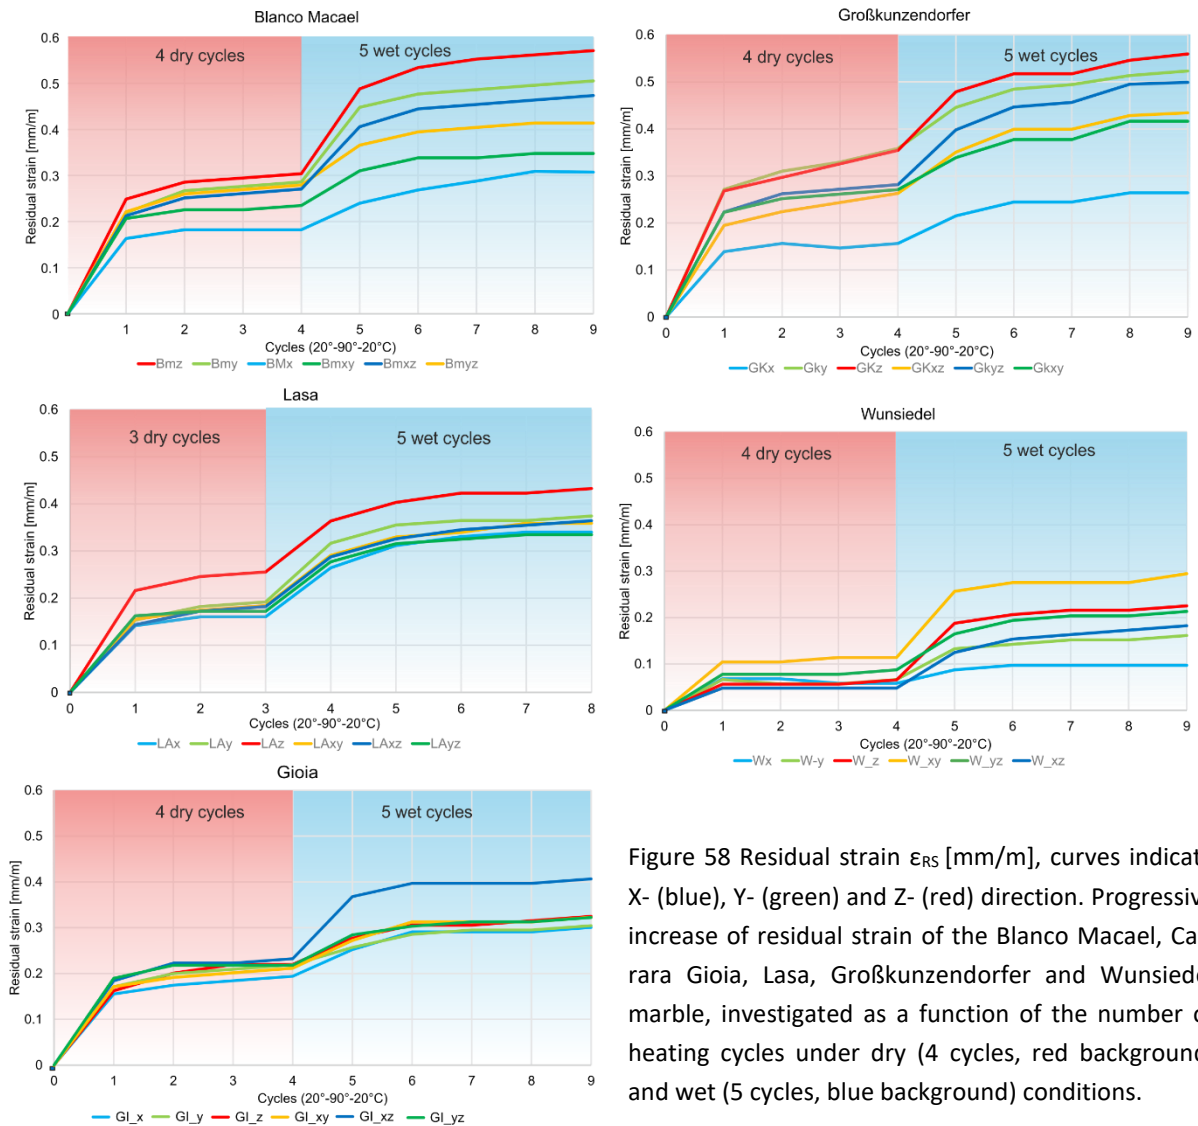 Blanco Macael
4 dry cycles
5 wet cycles
Residual strain [mm/m]
0.6
0.5
0.4
0.3
0.2
0.1
0
1 2 3 4 5 6 7 8 9
Cycles (20°-90°-20°C)
Bmz Bmy BMx Bmxy Bmxz Bmyz
Großkunzendorfer
4 dry cycles
5 wet cycles
Residual strain [mm/m]
0.6
0.5
0.4
0.3
0.2
0.1
0
0 1 2 3 4 5 6 7 8 9
Cycles (20°-90°-20°C)
GKx Gky GKz GKxz Gkyz Gkxy
Lasa
3 dry cycles
5 wet cycles
Residual strain [mm/m]
0.6
0.5
0.4
0.3
0.2
0.1
0
0 1 2 3 4 5 6 7 8
Cycles (20°-90°-20°C)
LAx LAy LAz LAxy LAxz LAyz
Wunsiedel
4 dry cycles
5 wet cycles
Residual strain [mm/m]
0.6
0.5
0.4
0.3
0.2
0.1
0
0 1 2 3 4 5 6 7 8 9
Cycles (20°-90°-20°C)
Wx W-y W_z W_xy W_yz W_xz
Gioia
4 dry cycles
5 wet cycles
Residual strain [mm/m]
0.6
0.5
0.4
0.3
0.2
0.1
0
0 1 2 3 4 5 6 7 8 9
Cycles (20°-90°-20°C)
GI_x GI_y GI_z GI_xy GI_xz GI_yz
Figure 58 Residual strain εRS [mm/m], curves indicat
X- (blue), Y- (green) and Z- (red) direction. Progressiv
increase of residual strain of the Blanco Macael, Ca
rara Gioia, Lasa, Großkunzendorfer and Wunsiede
marble, investigated as a function of the number o
heating cycles under dry (4 cycles, red background
and wet (5 cycles, blue background) conditions.